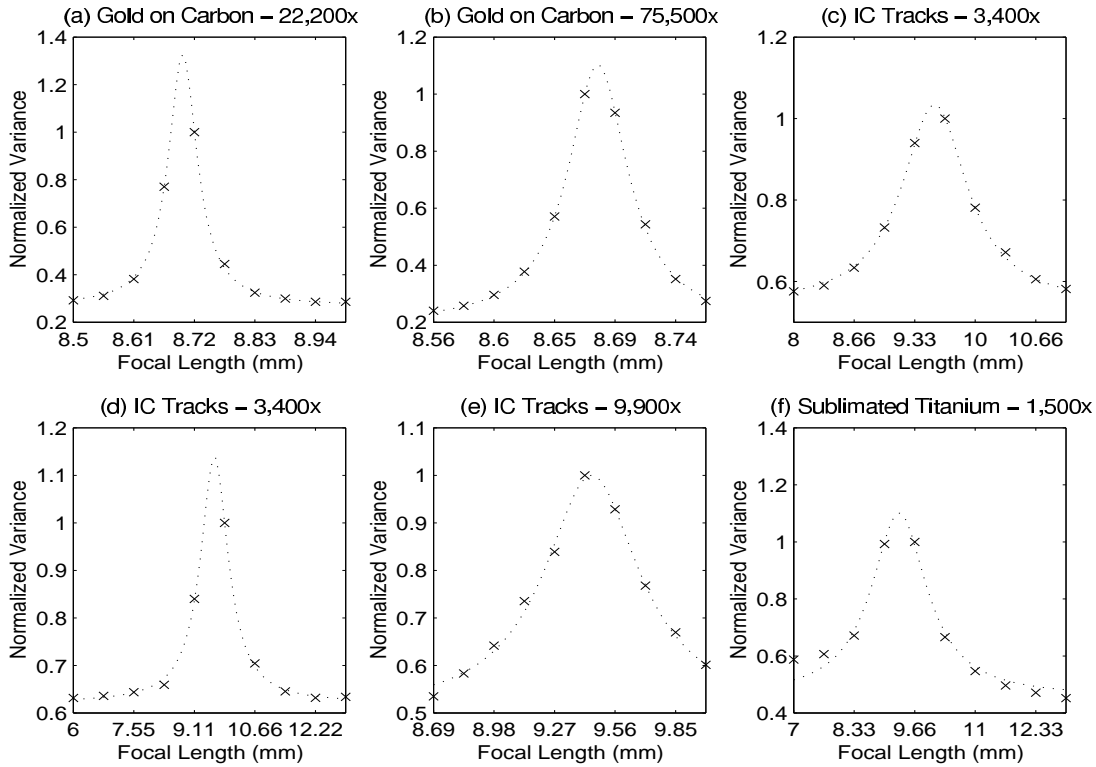 (a) Gold on Carbon – 22,200x
Normalized Variance
1.4
1.2
1
0.8
0.6
0.4
0.2
8.5 8.61 8.72 8.83 8.94
Focal Length (mm)
(b) Gold on Carbon – 75,500x
Normalized Variance
1.2
1
0.8
0.6
0.4
0.2
8.56 8.6 8.65 8.69 8.74
Focal Length (mm)
(c) IC Tracks – 3,400x
Normalized Variance
1.2
1
0.8
0.6
8 8.66 9.33 10 10.66
Focal Length (mm)
(d) IC Tracks – 3,400x
Normalized Variance
1.2
1.1
1
0.9
0.8
0.7
0.6
6 7.55 9.11 10.66 12.22
Focal Length (mm)
(e) IC Tracks – 9,900x
Normalized Variance
1.1
1
0.9
0.8
0.7
0.6
0.5
8.69 8.98 9.27 9.56 9.85
Focal Length (mm)
(f) Sublimated Titanium – 1,500x
Normalized Variance
1.4
1.2
1
0.8
0.6
0.4
7 8.33 9.66 11 12.33
Focal Length (mm)